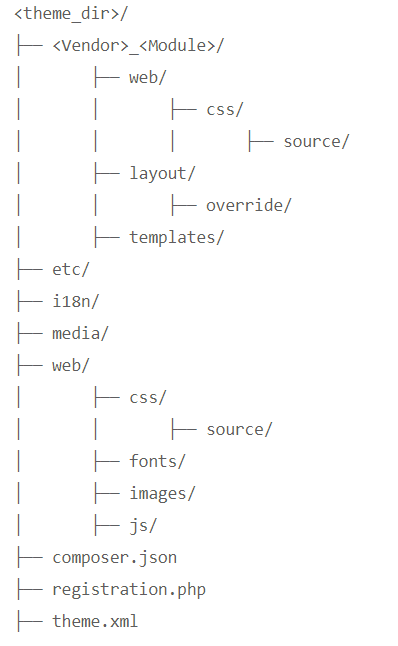 <theme_dir>/
├── <Vendor>_<Module>/
│       ├── web/
│       │       ├── css/
│       │       │       ├── source/
│       ├── layout/
│       │       ├── override/
│       ├── templates/
├── etc/
├── i18n/
├── media/
├── web/
│       ├── css/
│       │       ├── source/
│       ├── fonts/
│       ├── images/
│       ├── js/
├── composer.json
├── registration.php
├── theme.xml